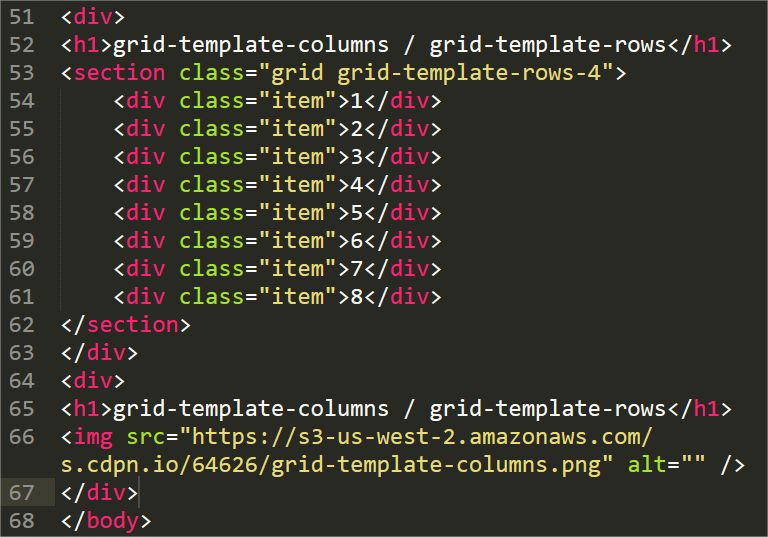 51 <div>
52 <h1>grid-template-columns / grid-template-rows</h1>
53 <section class="grid grid-template-rows-4">
54     <div class="item">1</div>
55     <div class="item">2</div>
56     <div class="item">3</div>
57     <div class="item">4</div>
58     <div class="item">5</div>
59     <div class="item">6</div>
60     <div class="item">7</div>
61     <div class="item">8</div>
62 </section>
63 </div>
64 <div>
65 <h1>grid-template-columns / grid-template-rows</h1>
66 <img src="https://s3-us-west-2.amazonaws.com/
s.cdpn.io/64626/grid-template-columns.png" alt="" />
67 </div>
68 </body>